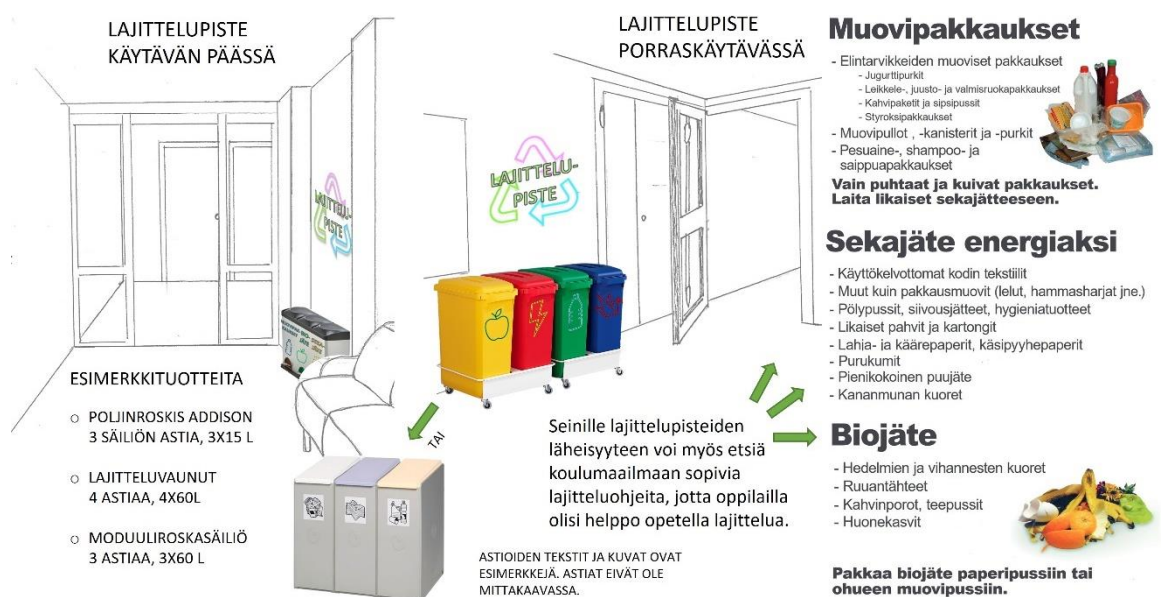 LAJITTELUPISTE
KÄYTÄVÄN PÄÄSSÄ
LAJITTELU-
PISTE
ESIMERKKITUOTTEITA
○ POLJINROSKIS ADDISON
3 SÄILIÖN ASTIA, 3X15 L
○ LAJITTELUVAUNUT
4 ASTIAA, 4X60L
○ MODUULIROSKASÄILIÖ
3 ASTIAA, 3X60 L
LAJITTELUPISTE
PORRASKÄYTÄVÄSSÄ
LAJITTELU-
PISTE
TAI
Seinille lajittelupisteiden
läheisyyteen voi myös etsiä
koulumaailmaan sopivia
lajitteluohjeita, jotta oppilailla
olisi helppo opetella lajittelua.
ASTIOIDEN TEKSTIT JA KUVAT OVAT
ESIMERKKEJÄ. ASTIAT EIVÄT OLE
MITTAKAAVASSA.
Muovipakkaukset
- Elintarvikkeiden muoviset pakkaukset
• Jugurttipurkit
• Leikkele-, juusto- ja valmisruokapakkaukset
• Kahvipaketit ja sipsipussit
• Styroksipakkaukset
- Muovipullot , -kanisterit ja -purkit
- Pesuaine-, shampoo- ja
saippuapakkaukset
Vain puhtaat ja kuivat pakkaukset.
Laita likaiset sekajätteeseen.
Sekajäte energiaksi
- Käyttökelvottomat kodin tekstiilit
- Muut kuin pakkausmuovit (lelut, hammasharjat jne.)
- Pölypussit, siivousjätteet, hygieniatuotteet
- Likaiset pahvit ja kartongit
- Lahja- ja käärepaperit, käsipyyhepaperit
- Purukumit
- Pienikokoinen puujäte
- Kananmunan kuoret
Biojäte
- Hedelmien ja vihannesten kuoret
- Ruuantähteet
- Kahvinporot, teepussit
- Huonekasvit
Pakkaa biojäte paperipussiin tai
ohueen muovipussiin.